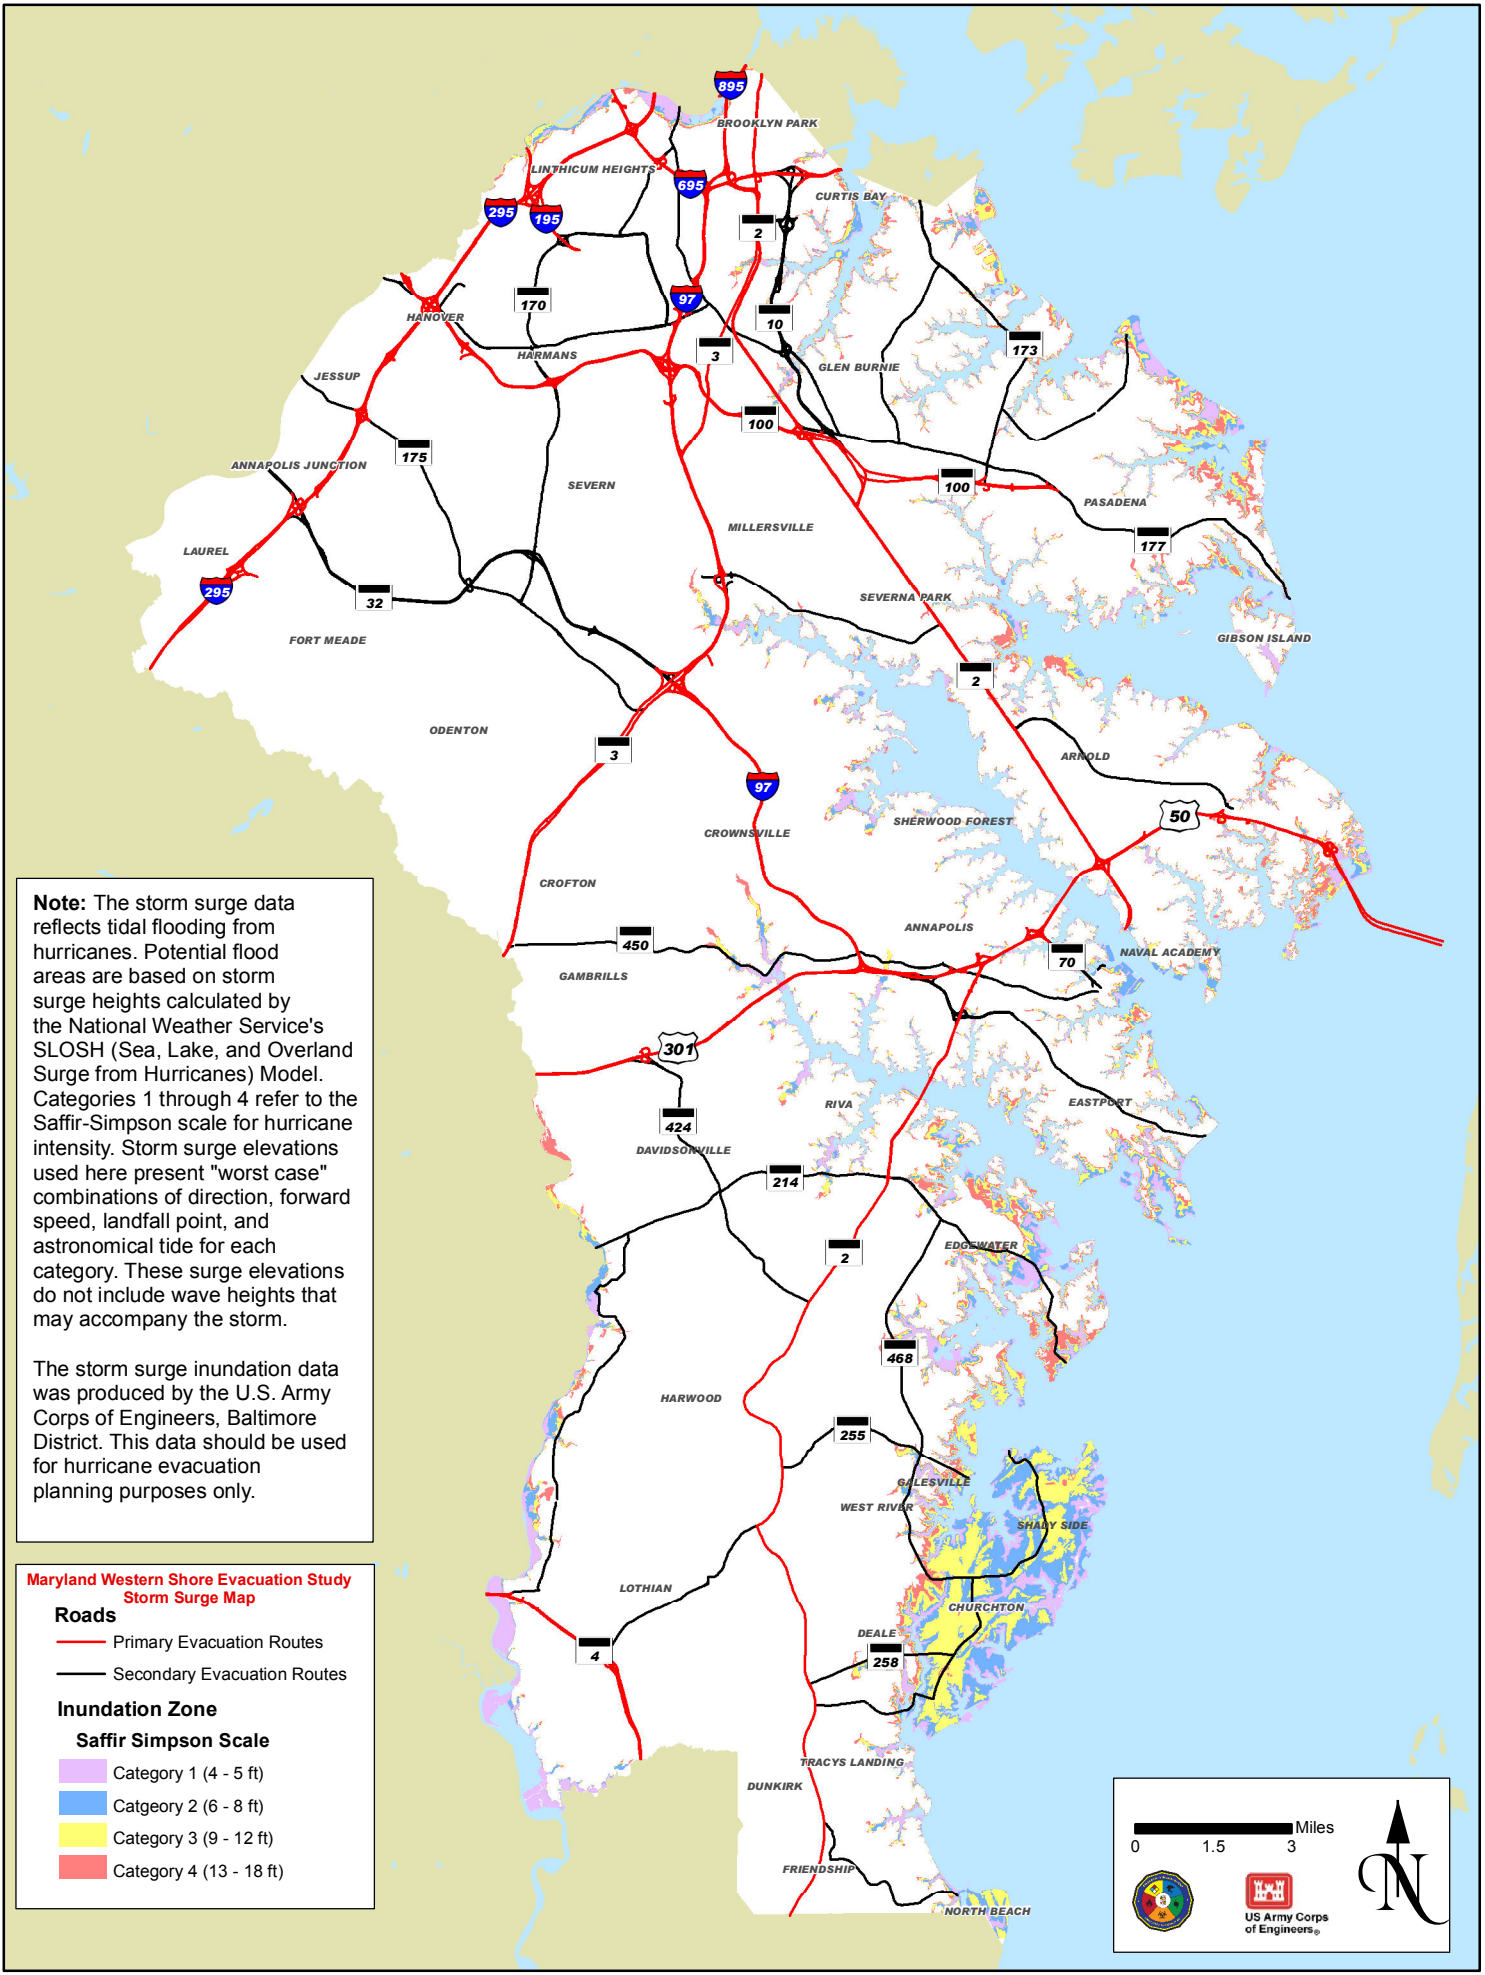 895
BROOKLYN PARK
LINTHICUM HEIGHTS
695
CURTIS BAY
295
195
2
170
97
10
HANOVER
173
HARMANS
3
GLEN BURNIE
JESSUP
100
175
ANNAPOLIS JUNCTION
SEVERN
100
PASADENA
MILLERSVILLE
177
LAUREL
295
32
SEVERNA PARK
FORT MEADE
GIBSON ISLAND
2
ODENTON
3
ARNOLD
97
50
CROWNSVILLE
SHERWOOD FOREST
CROFTON
ANNAPOLIS
450
70
NAVAL ACADEMY
GAMBRILLS
301
RIVA
EASTPORT
424
DAVIDSONVILLE
214
2
EDGEWATER
468
HARWOOD
255
GALESVILLE
WEST RIVER
SHADY SIDE
LOTHIAN
CHURCHTON
DEALE
4
258
TRACYS LANDING
DUNKIRK
FRIENDSHIP
NORTH BEACH
Note: The storm surge data
reflects tidal flooding from
hurricanes. Potential flood
areas are based on storm
surge heights calculated by
the National Weather Service's
SLOSH (Sea, Lake, and Overland
Surge from Hurricanes) Model.
Categories 1 through 4 refer to the
Saffir-Simpson scale for hurricane
intensity. Storm surge elevations
used here present "worst case"
combinations of direction, forward
speed, landfall point, and
astronomical tide for each
category. These surge elevations
do not include wave heights that
may accompany the storm.
The storm surge inundation data
was produced by the U.S. Army
Corps of Engineers, Baltimore
District. This data should be used
for hurricane evacuation
planning purposes only.
Maryland Western Shore Evacuation Study
Storm Surge Map
Roads
Primary Evacuation Routes
Secondary Evacuation Routes
Inundation Zone
Saffir Simpson Scale
Category 1 (4 - 5 ft)
Catgeory 2 (6 - 8 ft)
Category 3 (9 - 12 ft)
Category 4 (13 - 18 ft)
Miles
0 1.5 3
N
US Army Corps
of Engineers®